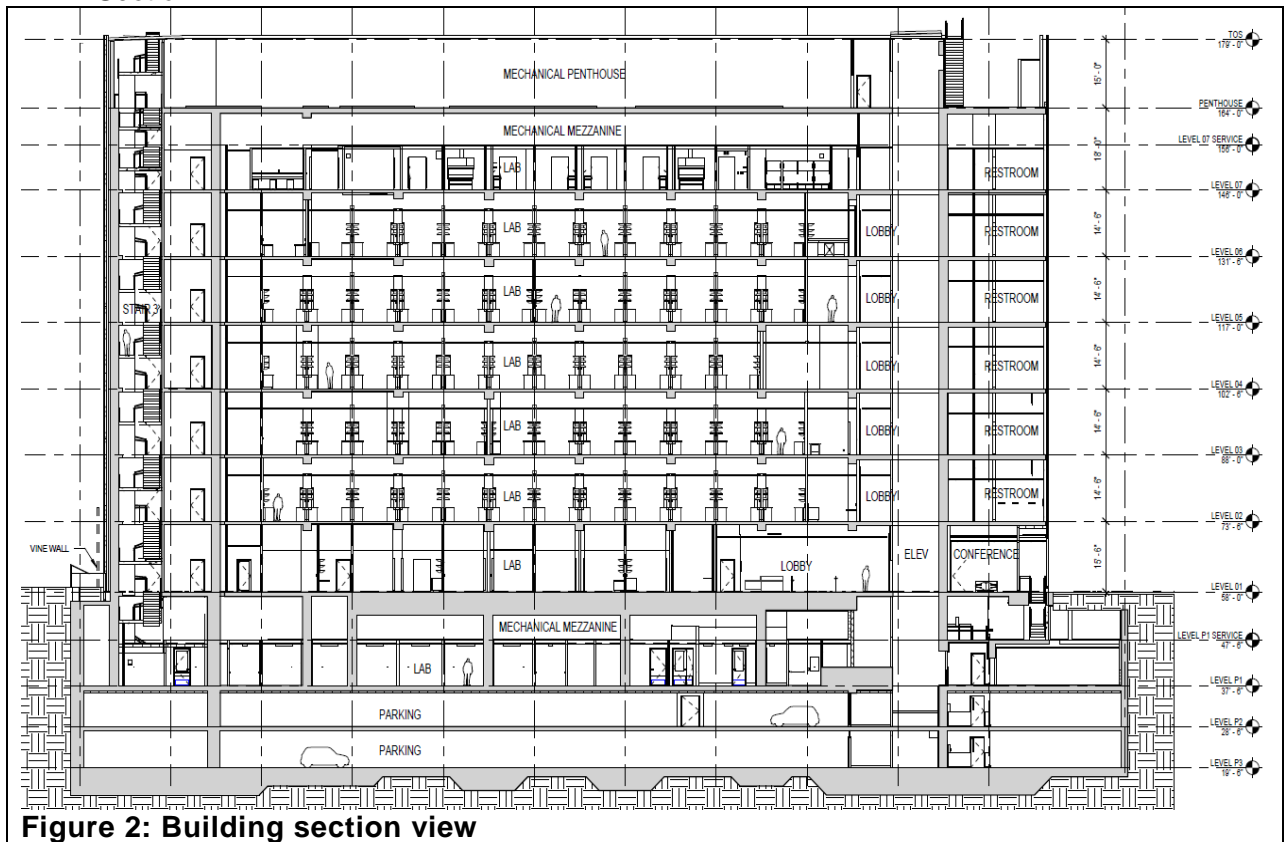 TOS
179' - 0"
15' - 0"
MECHANICAL PENTHOUSE
PENTHOUSE
164' - 0"
MECHANICAL MEZZANINE
LEVEL 07 SERVICE
156' - 0"
18' - 0"
LAB
RESTROOM
LEVEL 07
146' - 0"
LAB
LOBBY
RESTROOM
14' - 6"
LEVEL 06
131' - 6"
STAIR 3
LAB
LOBBY
RESTROOM
14' - 6"
LEVEL 05
117' - 0"
LAB
LOBBY
RESTROOM
14' - 6"
LEVEL 04
102' - 6"
LAB
LOBBY
RESTROOM
14' - 6"
LEVEL 03
88' - 0"
LAB
LOBBY
RESTROOM
14' - 6"
LEVEL 02
73' - 6"
VINE WALL
LAB
LOBBY
ELEV
CONFERENCE
15' - 6"
LEVEL 01
58' - 0"
MECHANICAL MEZZANINE
LEVEL P1 SERVICE
47' - 6"
LAB
LEVEL P1
37' - 6"
PARKING
LEVEL P2
28' - 6"
PARKING
LEVEL P3
19' - 6"
Figure 2: Building section view